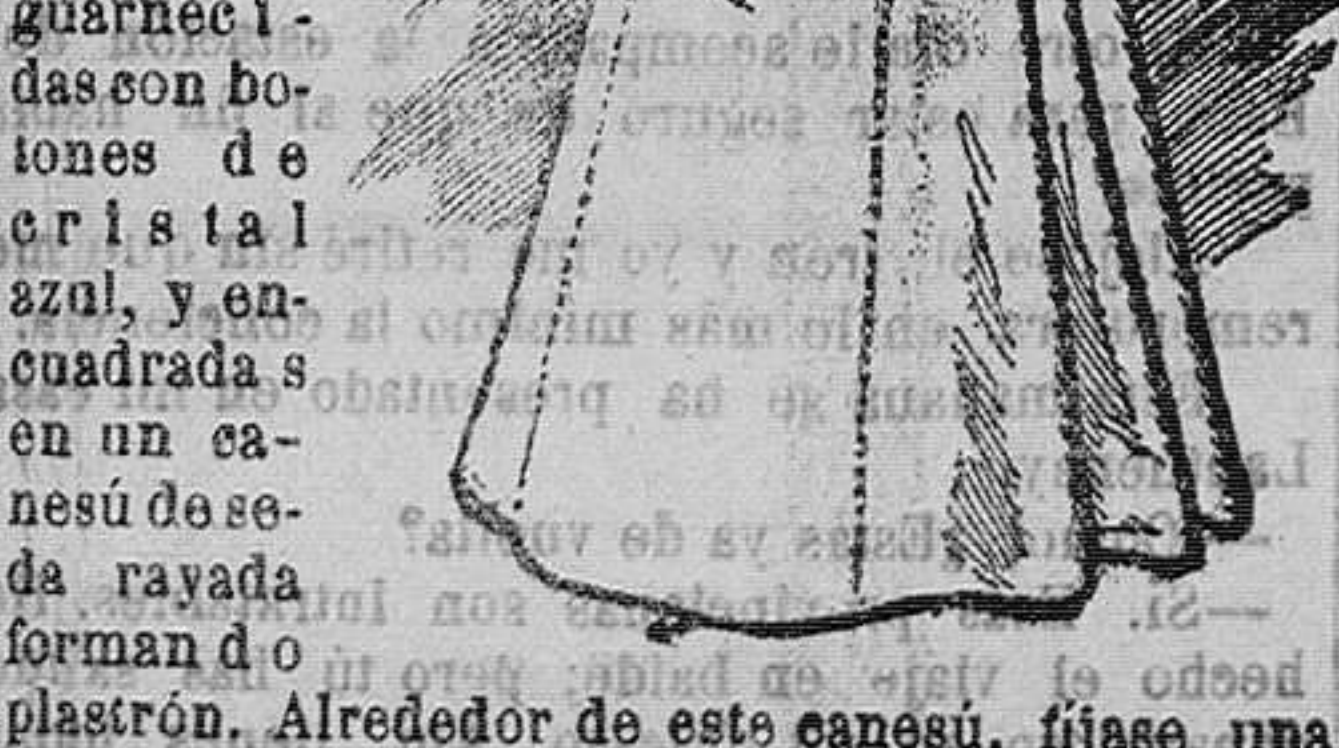 guarneci-
das con bo-
tones de
cristal
azul, y en-
cuadradas
en un ca-
nesú de se-
da rayada
formando
plastrón. Alrededor de este canesú, fíjase una